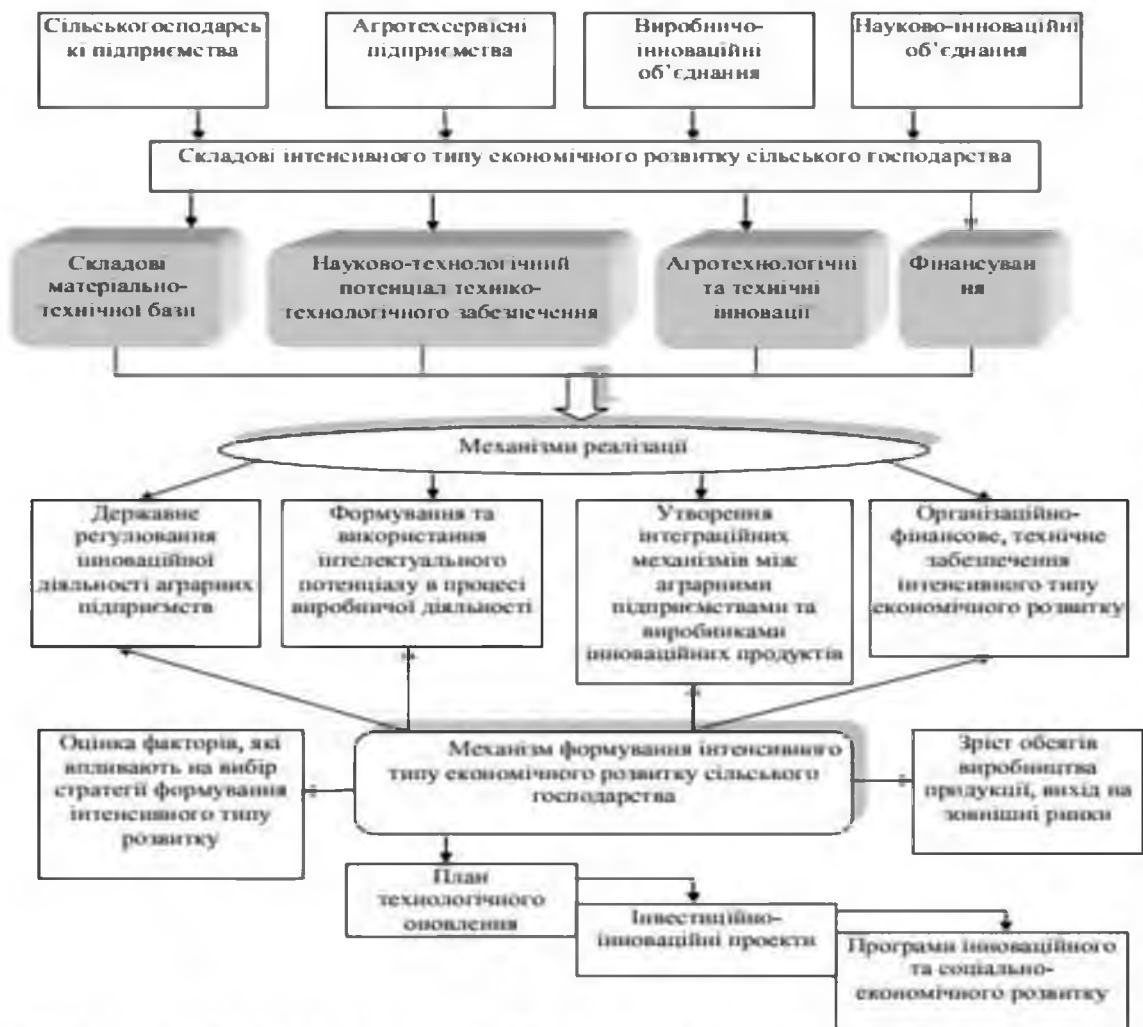 Сільськогосподарсь
кі підприємства
Агротехсервісні
підприємства
Виробничо-
інноваційні
об’єднання
Науково-інноваційні
об’єднання
Складові інтенсивного типу економічного розвитку сільського господарства
Складові
матеріально-
технічної бази
Науково-технологічний
потенціал техніко-
технологічного забезпечення
Агротехнологічні
та технічні
інновації
Фінансуван
ня
Механізми реалізації
Державне
регулювання
інноваційної
діяльності аграрних
підприємств
Формування та
використання
інтелектуального
потенціалу в процесі
виробничої діяльності
Утворення
інтеграційних
механізмів між
аграрними
підприємствами та
виробниками
інноваційних продуктів
Організаційно-
фінансове, технічне
забезпечення
інтенсивного типу
економічного розвитку
Оцінка факторів, які
впливають на вибір
стратегії формування
інтенсивного типу
розвитку
Механізм формування інтенсивного
типу економічного розвитку сільського
господарства
Зріст обсягів
виробництва
продукції, вихід на
зовнішні ринки
План
технологічного
оновлення
Інвестиційно-
інноваційні проекти
Програми інноваційного
та соціально-
економічного розвитку